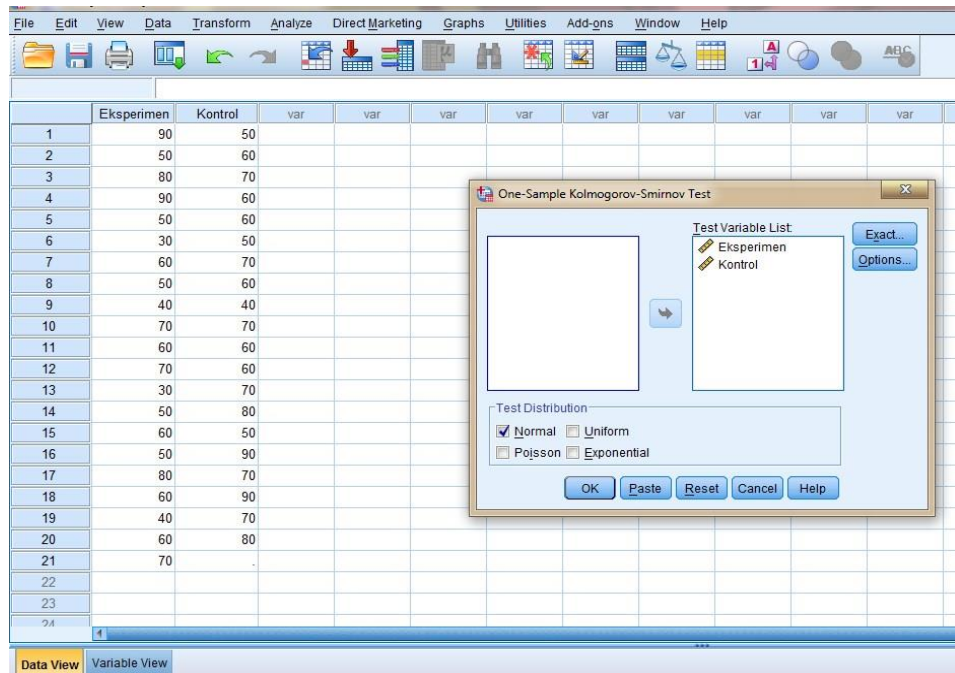 File Edit View Data Transform Analyze Direct Marketing Graphs Utilities Add-ons Window Help
Eksperimen Kontrol var var var var var var var var var
1 90 50
2 50 60
3 80 70
4 90 60
5 50 60
6 30 50
7 60 70
8 50 60
9 40 40
10 70 70
11 60 60
12 70 60
13 30 70
14 50 80
15 60 50
16 50 90
17 80 70
18 60 90
19 40 70
20 60 80
21 70 .
22
23
24
One-Sample Kolmogorov-Smirnov Test
Test Variable List:
Eksperimen
Kontrol
Exact...
Options...
Test Distribution
Normal Uniform
Poisson Exponential
OK Paste Reset Cancel Help
Data View Variable View